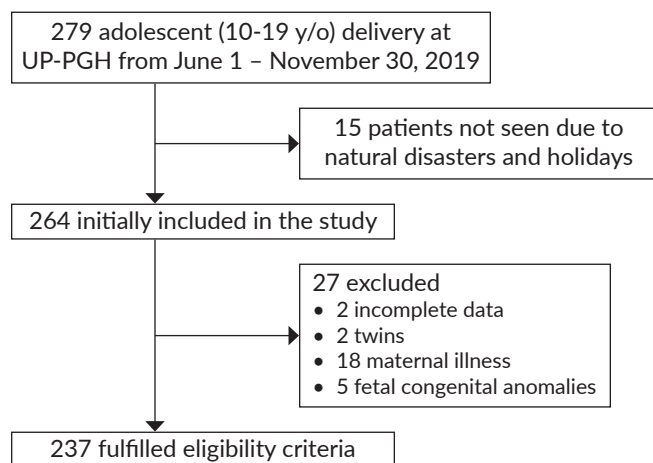 279 adolescent (10-19 y/o) delivery at
UP-PGH from June 1 – November 30, 2019
15 patients not seen due to
natural disasters and holidays
264 initially included in the study
27 excluded
• 2 incomplete data
• 2 twins
• 18 maternal illness
• 5 fetal congenital anomalies
237 fulfilled eligibility criteria